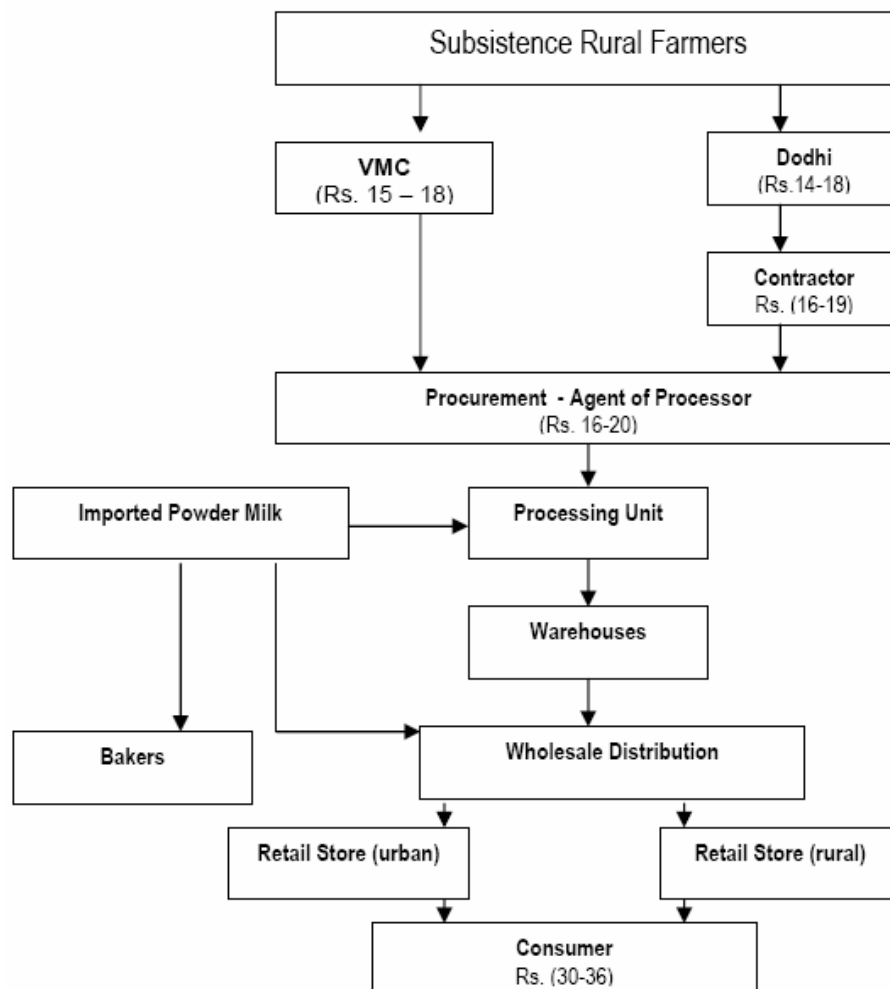 Subsistence Rural Farmers
VMC
(Rs. 15 – 18)
Dodhi
(Rs.14-18)
Contractor
Rs. (16-19)
Procurement - Agent of Processor
(Rs. 16-20)
Imported Powder Milk
Processing Unit
Warehouses
Bakers
Wholesale Distribution
Retail Store (urban)
Retail Store (rural)
Consumer
Rs. (30-36)